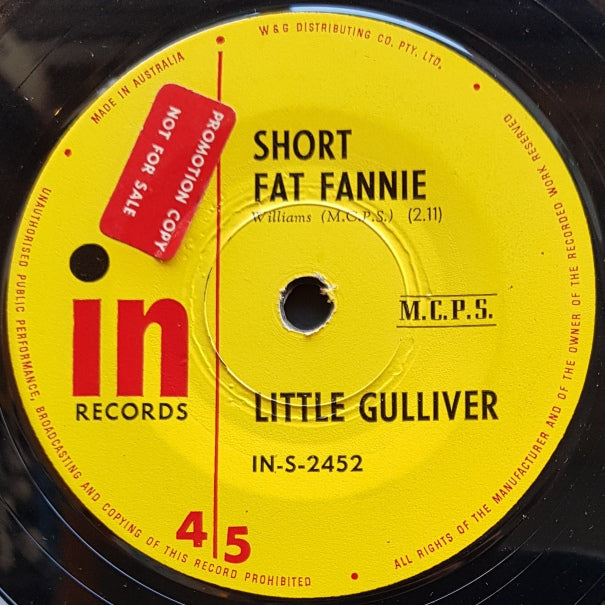 W & G DISTRIBUTING CO. PTY. LTD.
MADE IN AUSTRALIA
PROMOTION COPY
NOT FOR SALE
SHORT
FAT FANNIE
Williams (M.C.P.S.) (2.11)
in
RECORDS
M.C.P.S.
LITTLE GULLIVER
IN-S-2452
45
UNAUTHORISED PUBLIC PERFORMANCE, BROADCASTING AND COPYING OF THIS RECORD PROHIBITED
ALL RIGHTS OF THE MANUFACTURER AND OF THE OWNER OF THE RECORDED WORK RESERVED